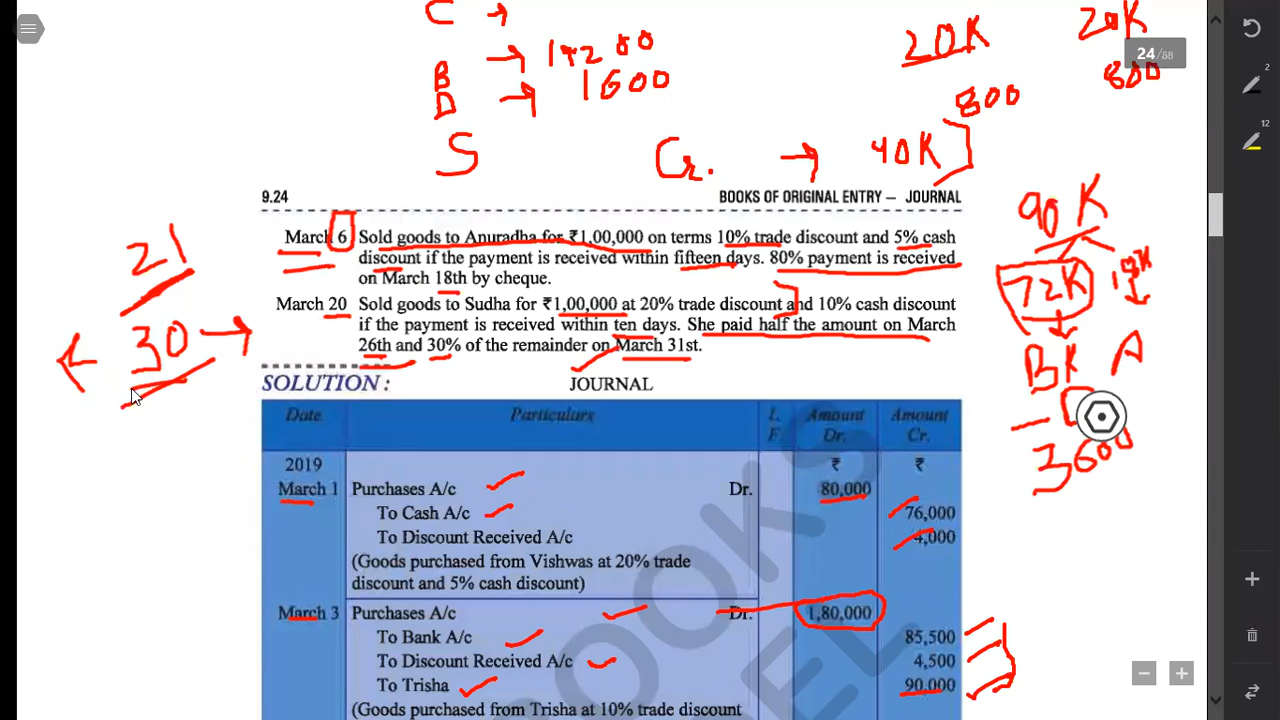 C →
20K 20K
24/88
B → 19200
D → 1600
800 800
S Cr. → 40K
9.24 BOOKS OF ORIGINAL ENTRY – JOURNAL
90K
March 6 Sold goods to Anuradha for ₹1,00,000 on terms 10% trade discount and 5% cash
discount if the payment is received within fifteen days. 80% payment is received
on March 18th by cheque.
21
72K 18K
March 20 Sold goods to Sudha for ₹1,00,000 at 20% trade discount and 10% cash discount
if the payment is received within ten days. She paid half the amount on March
26th and 30% of the remainder on March 31st.
30
BK A
SOLUTION : JOURNAL
Date Particulars L. F. Amount Dr. Amount Cr.
3600
2019 ₹ ₹
March 1 Purchases A/c Dr. 80,000
To Cash A/c 76,000
To Discount Received A/c 4,000
(Goods purchased from Vishwas at 20% trade
discount and 5% cash discount)
March 3 Purchases A/c Dr. 1,80,000
To Bank A/c 85,500
To Discount Received A/c 4,500
To Trisha 90,000
(Goods purchased from Trisha at 10% trade discount
BOOKS
2
12